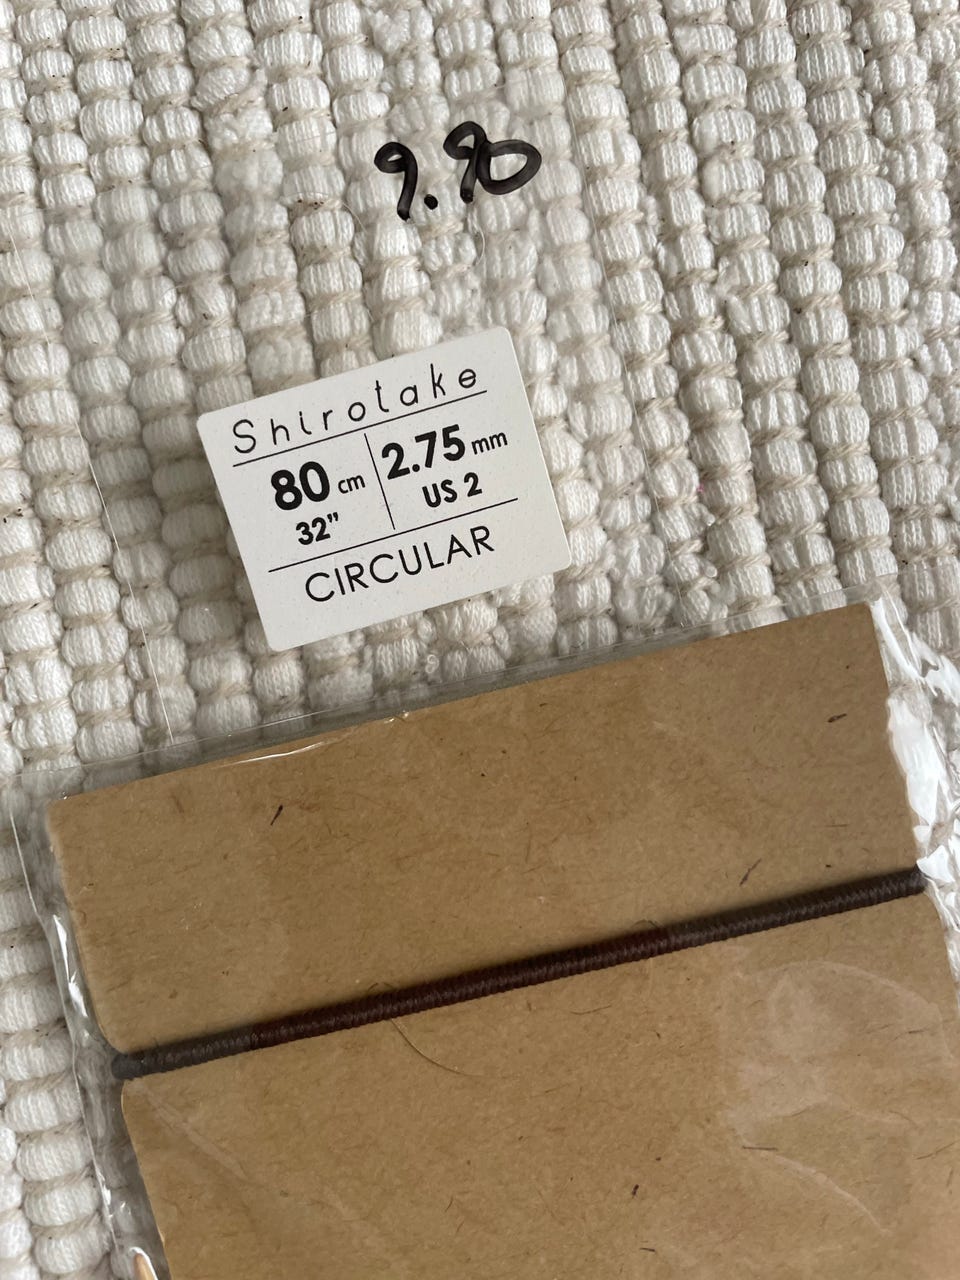 9.90
Shirotake
80 cm
32"
2.75 mm
US 2
CIRCULAR